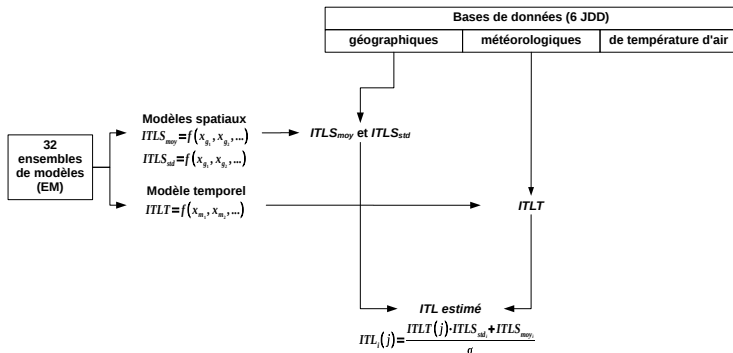 Bases de données (6 JDD)
géographiques
météorologiques
de température d'air
32
ensembles
de modèles
(EM)
Modèles spatiaux
ITLS_moy=f(x_g₁, x_g₂,...)
ITLS_std=f(x_g₁, x_g₂,...)
Modèle temporel
ITLT=f(x_m₁, x_m₂,...)
ITLS_moy et ITLS_std
ITLT
ITL estimé
ITL_i(j)=(ITLT(j)·ITLS_std_i+ITLS_moy_i)/a